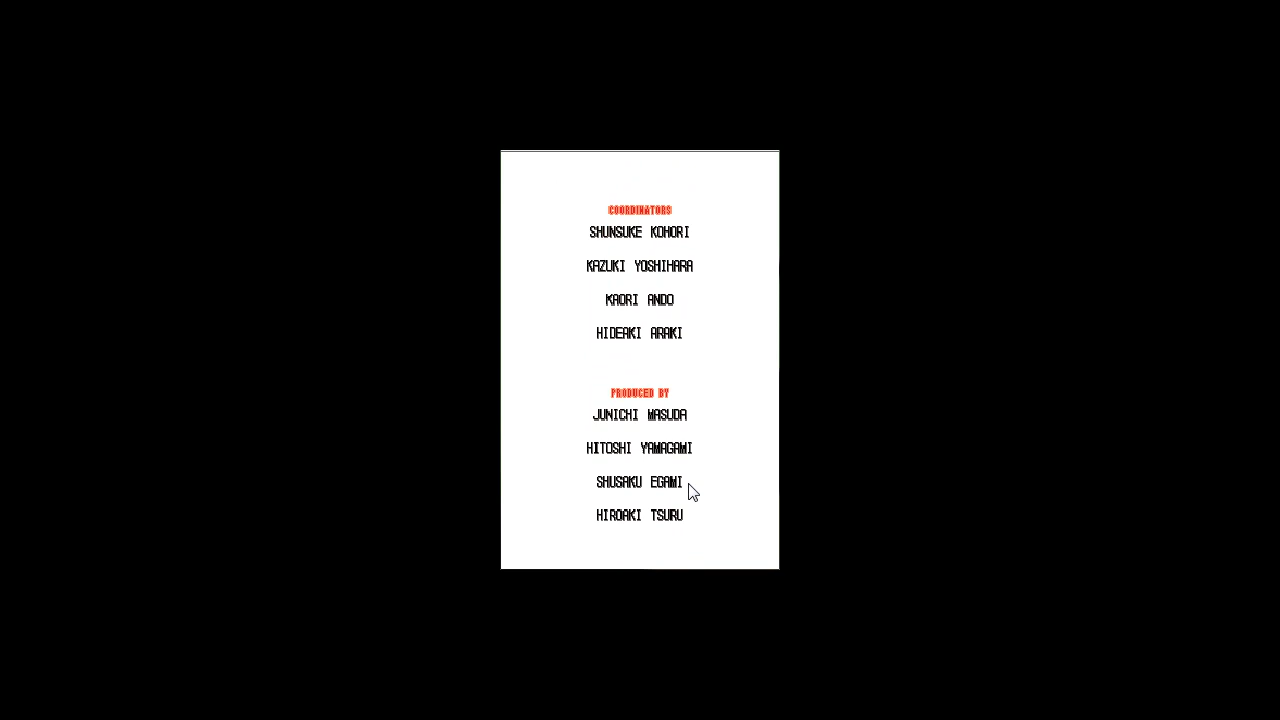 COORDINATORS
SHUNSUKE KOHORI
KAZUKI YOSHIHARA
KAORI ANDO
HIDEAKI ARAKI
PRODUCED BY
JUNICHI MASUDA
HITOSHI YAMAGAMI
SHUSAKU EGAMI
HIROAKI TSURU